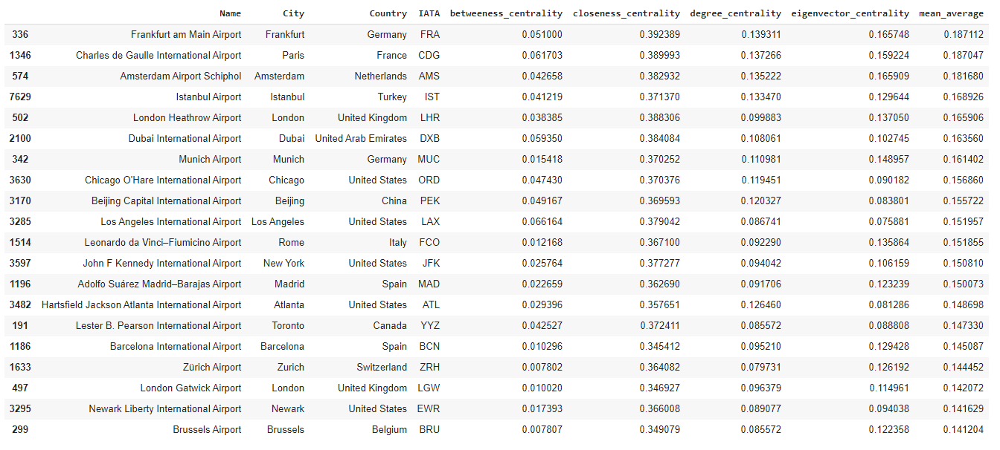 Name City Country IATA betweeness_centrality closeness_centrality degree_centrality eigenvector_centrality mean_average
336 Frankfurt am Main Airport Frankfurt Germany FRA 0.051000 0.392389 0.139311 0.165748 0.187112
1346 Charles de Gaulle International Airport Paris France CDG 0.061703 0.389993 0.137266 0.159224 0.187047
574 Amsterdam Airport Schiphol Amsterdam Netherlands AMS 0.042658 0.382932 0.135222 0.165909 0.181680
7629 Istanbul Airport Istanbul Turkey IST 0.041219 0.371370 0.133470 0.129644 0.168926
502 London Heathrow Airport London United Kingdom LHR 0.038385 0.388306 0.099883 0.137050 0.165906
2100 Dubai International Airport Dubai United Arab Emirates DXB 0.059350 0.384084 0.108061 0.102745 0.163560
342 Munich Airport Munich Germany MUC 0.015418 0.370252 0.110981 0.148957 0.161402
3630 Chicago O'Hare International Airport Chicago United States ORD 0.047430 0.370376 0.119451 0.090182 0.156860
3170 Beijing Capital International Airport Beijing China PEK 0.049167 0.369593 0.120327 0.083801 0.155722
3285 Los Angeles International Airport Los Angeles United States LAX 0.066164 0.379042 0.086741 0.075881 0.151957
1514 Leonardo da Vinci–Fiumicino Airport Rome Italy FCO 0.012168 0.367100 0.092290 0.135864 0.151855
3597 John F Kennedy International Airport New York United States JFK 0.025764 0.377277 0.094042 0.106159 0.150810
1196 Adolfo Suárez Madrid–Barajas Airport Madrid Spain MAD 0.022659 0.362690 0.091706 0.123239 0.150073
3482 Hartsfield Jackson Atlanta International Airport Atlanta United States ATL 0.029396 0.357651 0.126460 0.081286 0.148698
191 Lester B. Pearson International Airport Toronto Canada YYZ 0.042527 0.372411 0.085572 0.088808 0.147330
1186 Barcelona International Airport Barcelona Spain BCN 0.010296 0.345412 0.095210 0.129428 0.145087
1633 Zürich Airport Zurich Switzerland ZRH 0.007802 0.364082 0.079731 0.126192 0.144452
497 London Gatwick Airport London United Kingdom LGW 0.010020 0.346927 0.096379 0.114961 0.142072
3295 Newark Liberty International Airport Newark United States EWR 0.017393 0.366008 0.089077 0.094038 0.141629
299 Brussels Airport Brussels Belgium BRU 0.007807 0.349079 0.085572 0.122358 0.141204